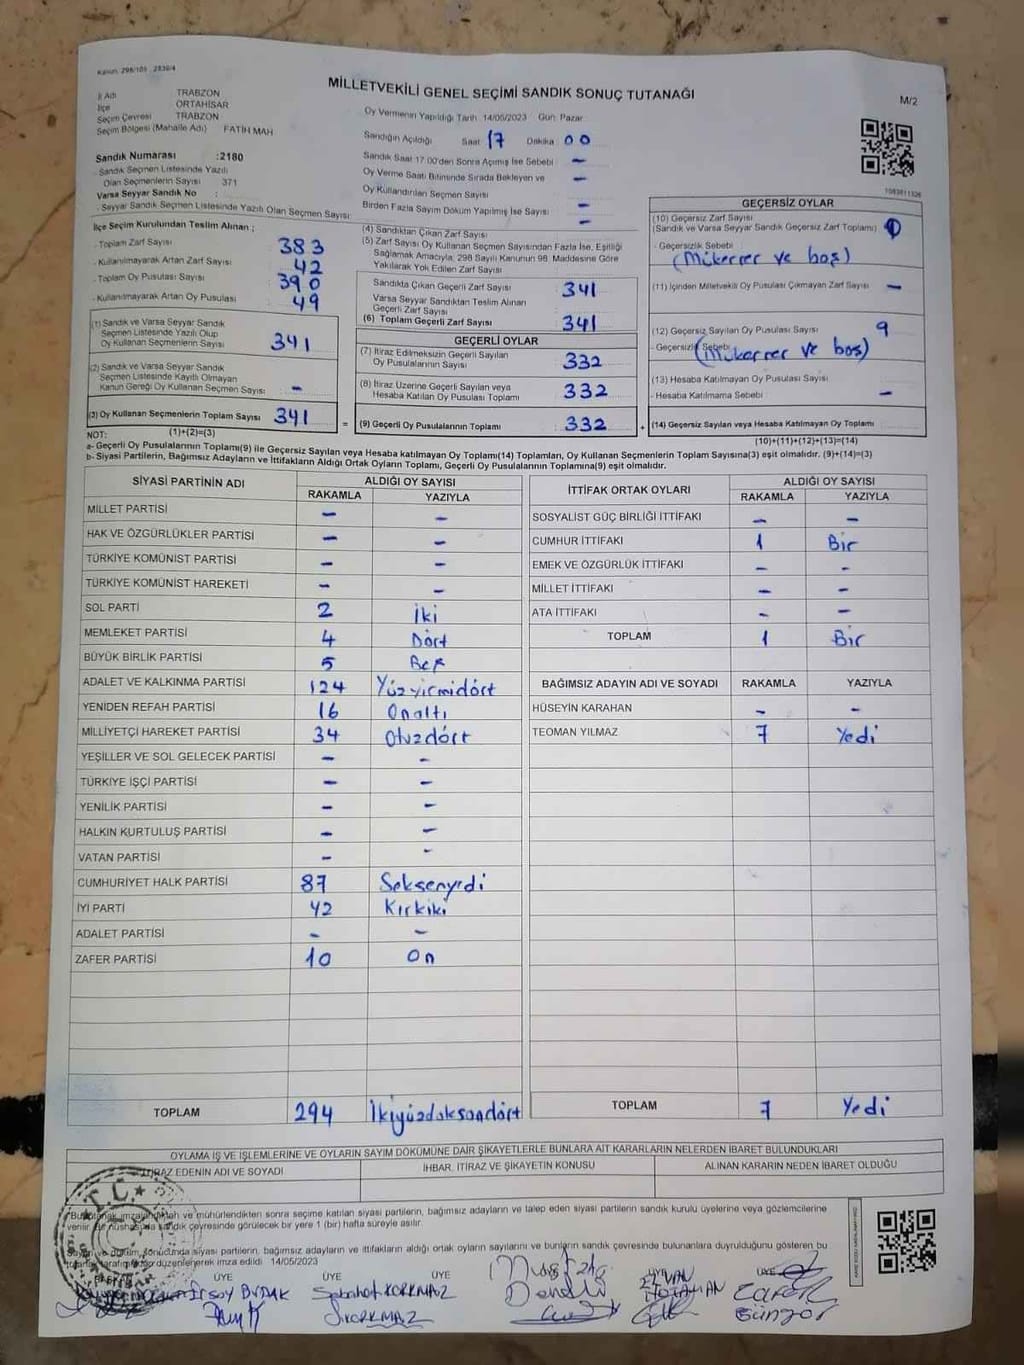 Kanun: 298/105 , 2839/4
MİLLETVEKİLİ GENEL SEÇİMİ SANDIK SONUÇ TUTANAĞI
M/2
İl Adı TRABZON
İlçe ORTAHİSAR
Seçim Çevresi TRABZON
Seçim Bölgesi (Mahalle Adı) FATİH MAH
Sandık Numarası :2180
Sandık Seçmen Listesinde Yazılı
Olan Seçmenlerin Sayısı 371
Varsa Seyyar Sandık No :
Seyyar Sandık Seçmen Listesinde Yazılı Olan Seçmen Sayısı
Oy Vermenin Yapıldığı Tarih 14/05/2023 Gün: Pazar
Sandığın Açıldığı Saat 17 Dakika 00
Sandık Saat 17.00'den Sonra Açılmış İse Sebebi -
Oy Verme Saati Bitiminde Sırada Bekleyen ve -
Oy Kullandırılan Seçmen Sayısı
Birden Fazla Sayım Döküm Yapılmış İse Sayısı -
İlçe Seçim Kurulundan Teslim Alınan ;
- Toplam Zarf Sayısı : 383
- Kullanılmayarak Artan Zarf Sayısı : 42
- Toplam Oy Pusulası Sayısı : 390
- Kullanılmayarak Artan Oy Pusulası : 49
(1) Sandık ve Varsa Seyyar Sandık
Seçmen Listesinde Yazılı Olup
Oy Kullanan Seçmenlerin Sayısı 341
(2) Sandık ve Varsa Seyyar Sandık
Seçmen Listesinde Kayıtlı Olmayan
Kanun Gereği Oy Kullanan Seçmen Sayısı -
(3) Oy Kullanan Seçmenlerin Toplam Sayısı 341
(1)+(2)=(3)
(4) Sandıktan Çıkan Zarf Sayısı -
(5) Zarf Sayısı Oy Kullanan Seçmen Sayısından Fazla İse, Eşitliği
Sağlamak Amacıyla; 298 Sayılı Kanunun 98. Maddesine Göre
Yakılarak Yok Edilen Zarf Sayısı
Sandıkta Çıkan Geçerli Zarf Sayısı 341
Varsa Seyyar Sandıktan Teslim Alınan
Geçerli Zarf Sayısı
(6) Toplam Geçerli Zarf Sayısı 341
GEÇERLİ OYLAR
(7) İtiraz Edilmeksizin Geçerli Sayılan
Oy Pusulalarının Sayısı 332
(8) İtiraz Üzerine Geçerli Sayılan veya
Hesaba Katılan Oy Pusulası Toplamı 332
= (9) Geçerli Oy Pusulalarının Toplamı 332
1083811326
GEÇERSİZ OYLAR
(10) Geçersiz Zarf Sayısı
(Sandık ve Varsa Seyyar Sandık Geçersiz Zarf Toplamı)
- Geçersizlik Sebebi
(Mükerrer ve boş)
(11) İçinden Milletvekili Oy Pusulası Çıkmayan Zarf Sayısı -
(12) Geçersiz Sayılan Oy Pusulası Sayısı 9
- Geçersizlik Sebebi (Mükerrer ve boş)
(13) Hesaba Katılmayan Oy Pusulası Sayısı
- Hesaba Katılmama Sebebi -
+ (14) Geçersiz Sayılan veya Hesaba Katılmayan Oy Toplamı
(10)+(11)+(12)+(13)=(14)
NOT:
a- Geçerli Oy Pusulalarının Toplamı(9) ile Geçersiz Sayılan veya Hesaba katılmayan Oy Toplamı(14) Toplamları, Oy Kullanan Seçmenlerin Toplam Sayısına(3) eşit olmalıdır. (9)+(14)=(3)
b- Siyasi Partilerin, Bağımsız Adayların ve İttifakların Aldığı Ortak Oyların Toplamı, Geçerli Oy Pusulalarının Toplamına(9) eşit olmalıdır.
SİYASİ PARTİNİN ADI ALDIĞI OY SAYISI
RAKAMLA YAZIYLA
MİLLET PARTİSİ - -
HAK VE ÖZGÜRLÜKLER PARTİSİ - -
TÜRKİYE KOMÜNİST PARTİSİ - -
TÜRKİYE KOMÜNİST HAREKETİ - -
SOL PARTİ 2 İki
MEMLEKET PARTİSİ 4 Dört
BÜYÜK BİRLİK PARTİSİ 5 Beş
ADALET VE KALKINMA PARTİSİ 124 Yüzyirmidört
YENİDEN REFAH PARTİSİ 16 Onaltı
MİLLİYETÇİ HAREKET PARTİSİ 34 Otuzdört
YEŞİLLER VE SOL GELECEK PARTİSİ - -
TÜRKİYE İŞÇİ PARTİSİ - -
YENİLİK PARTİSİ - -
HALKIN KURTULUŞ PARTİSİ - -
VATAN PARTİSİ - -
CUMHURİYET HALK PARTİSİ 87 Seksenyedi
İYİ PARTİ 42 Kırkiki
ADALET PARTİSİ - -
ZAFER PARTİSİ 10 On
TOPLAM 294 İkiyüzdoksandört
İTTİFAK ORTAK OYLARI ALDIĞI OY SAYISI
RAKAMLA YAZIYLA
SOSYALİST GÜÇ BİRLİĞİ İTTİFAKI - -
CUMHUR İTTİFAKI 1 Bir
EMEK VE ÖZGÜRLÜK İTTİFAKI - -
MİLLET İTTİFAKI - -
ATA İTTİFAKI - -
TOPLAM 1 Bir
BAĞIMSIZ ADAYIN ADI VE SOYADI RAKAMLA YAZIYLA
HÜSEYİN KARAHAN - -
TEOMAN YILMAZ 7 Yedi
TOPLAM 7 Yedi
OYLAMA İŞ VE İŞLEMLERİNE VE OYLARIN SAYIM DÖKÜMÜNE DAİR ŞİKAYETLERLE BUNLARA AİT KARARLARIN NELERDEN İBARET BULUNDUKLARI
İTİRAZ EDENİN ADI VE SOYADI İHBAR, İTİRAZ VE ŞİKAYETİN KONUSU ALINAN KARARIN NEDEN İBARET OLDUĞU
T.C.
"Bu tutanak imzalandıktan ve mühürlendikten sonra seçime katılan siyasi partilerin, bağımsız adayların ve talep eden siyasi partilerin sandık kurulu üyelerine veya gözlemcilerine
verilir. Bir nüshası da sandık çevresinde görülecek bir yere 1 (bir) hafta süreyle asılır.
Sayım ve döküm sonucunda siyasi partilerin, bağımsız adayların ve ittifakların aldığı ortak oyların sayılarını ve bunların sandık çevresinde bulunanlara duyrulduğunu gösteren bu
tutanak tarafımızdan düzenlenerek imza edildi 14/05/2023
BAŞKAN ÜYE ÜYE ÜYE ÜYE ÜYE
BUDAK Sabahat KORKMAZ Mustafa
S.KORKMAZ Güngör